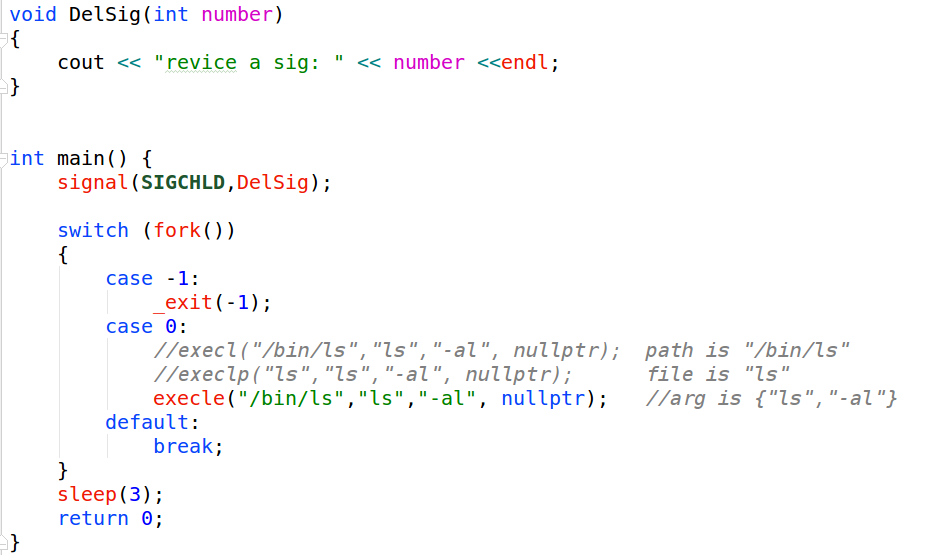 void DelSig(int number)
{
    cout << "revice a sig: " << number <<endl;
}
int main() {
    signal(SIGCHLD,DelSig);
    switch (fork())
    {
        case -1:
            _exit(-1);
        case 0:
            //execl("/bin/ls","ls","-al", nullptr);  path is "/bin/ls"
            //execlp("ls","ls","-al", nullptr);      file is "ls"
            execle("/bin/ls","ls","-al", nullptr);   //arg is {"ls","-al"}
        default:
            break;
    }
    sleep(3);
    return 0;
}